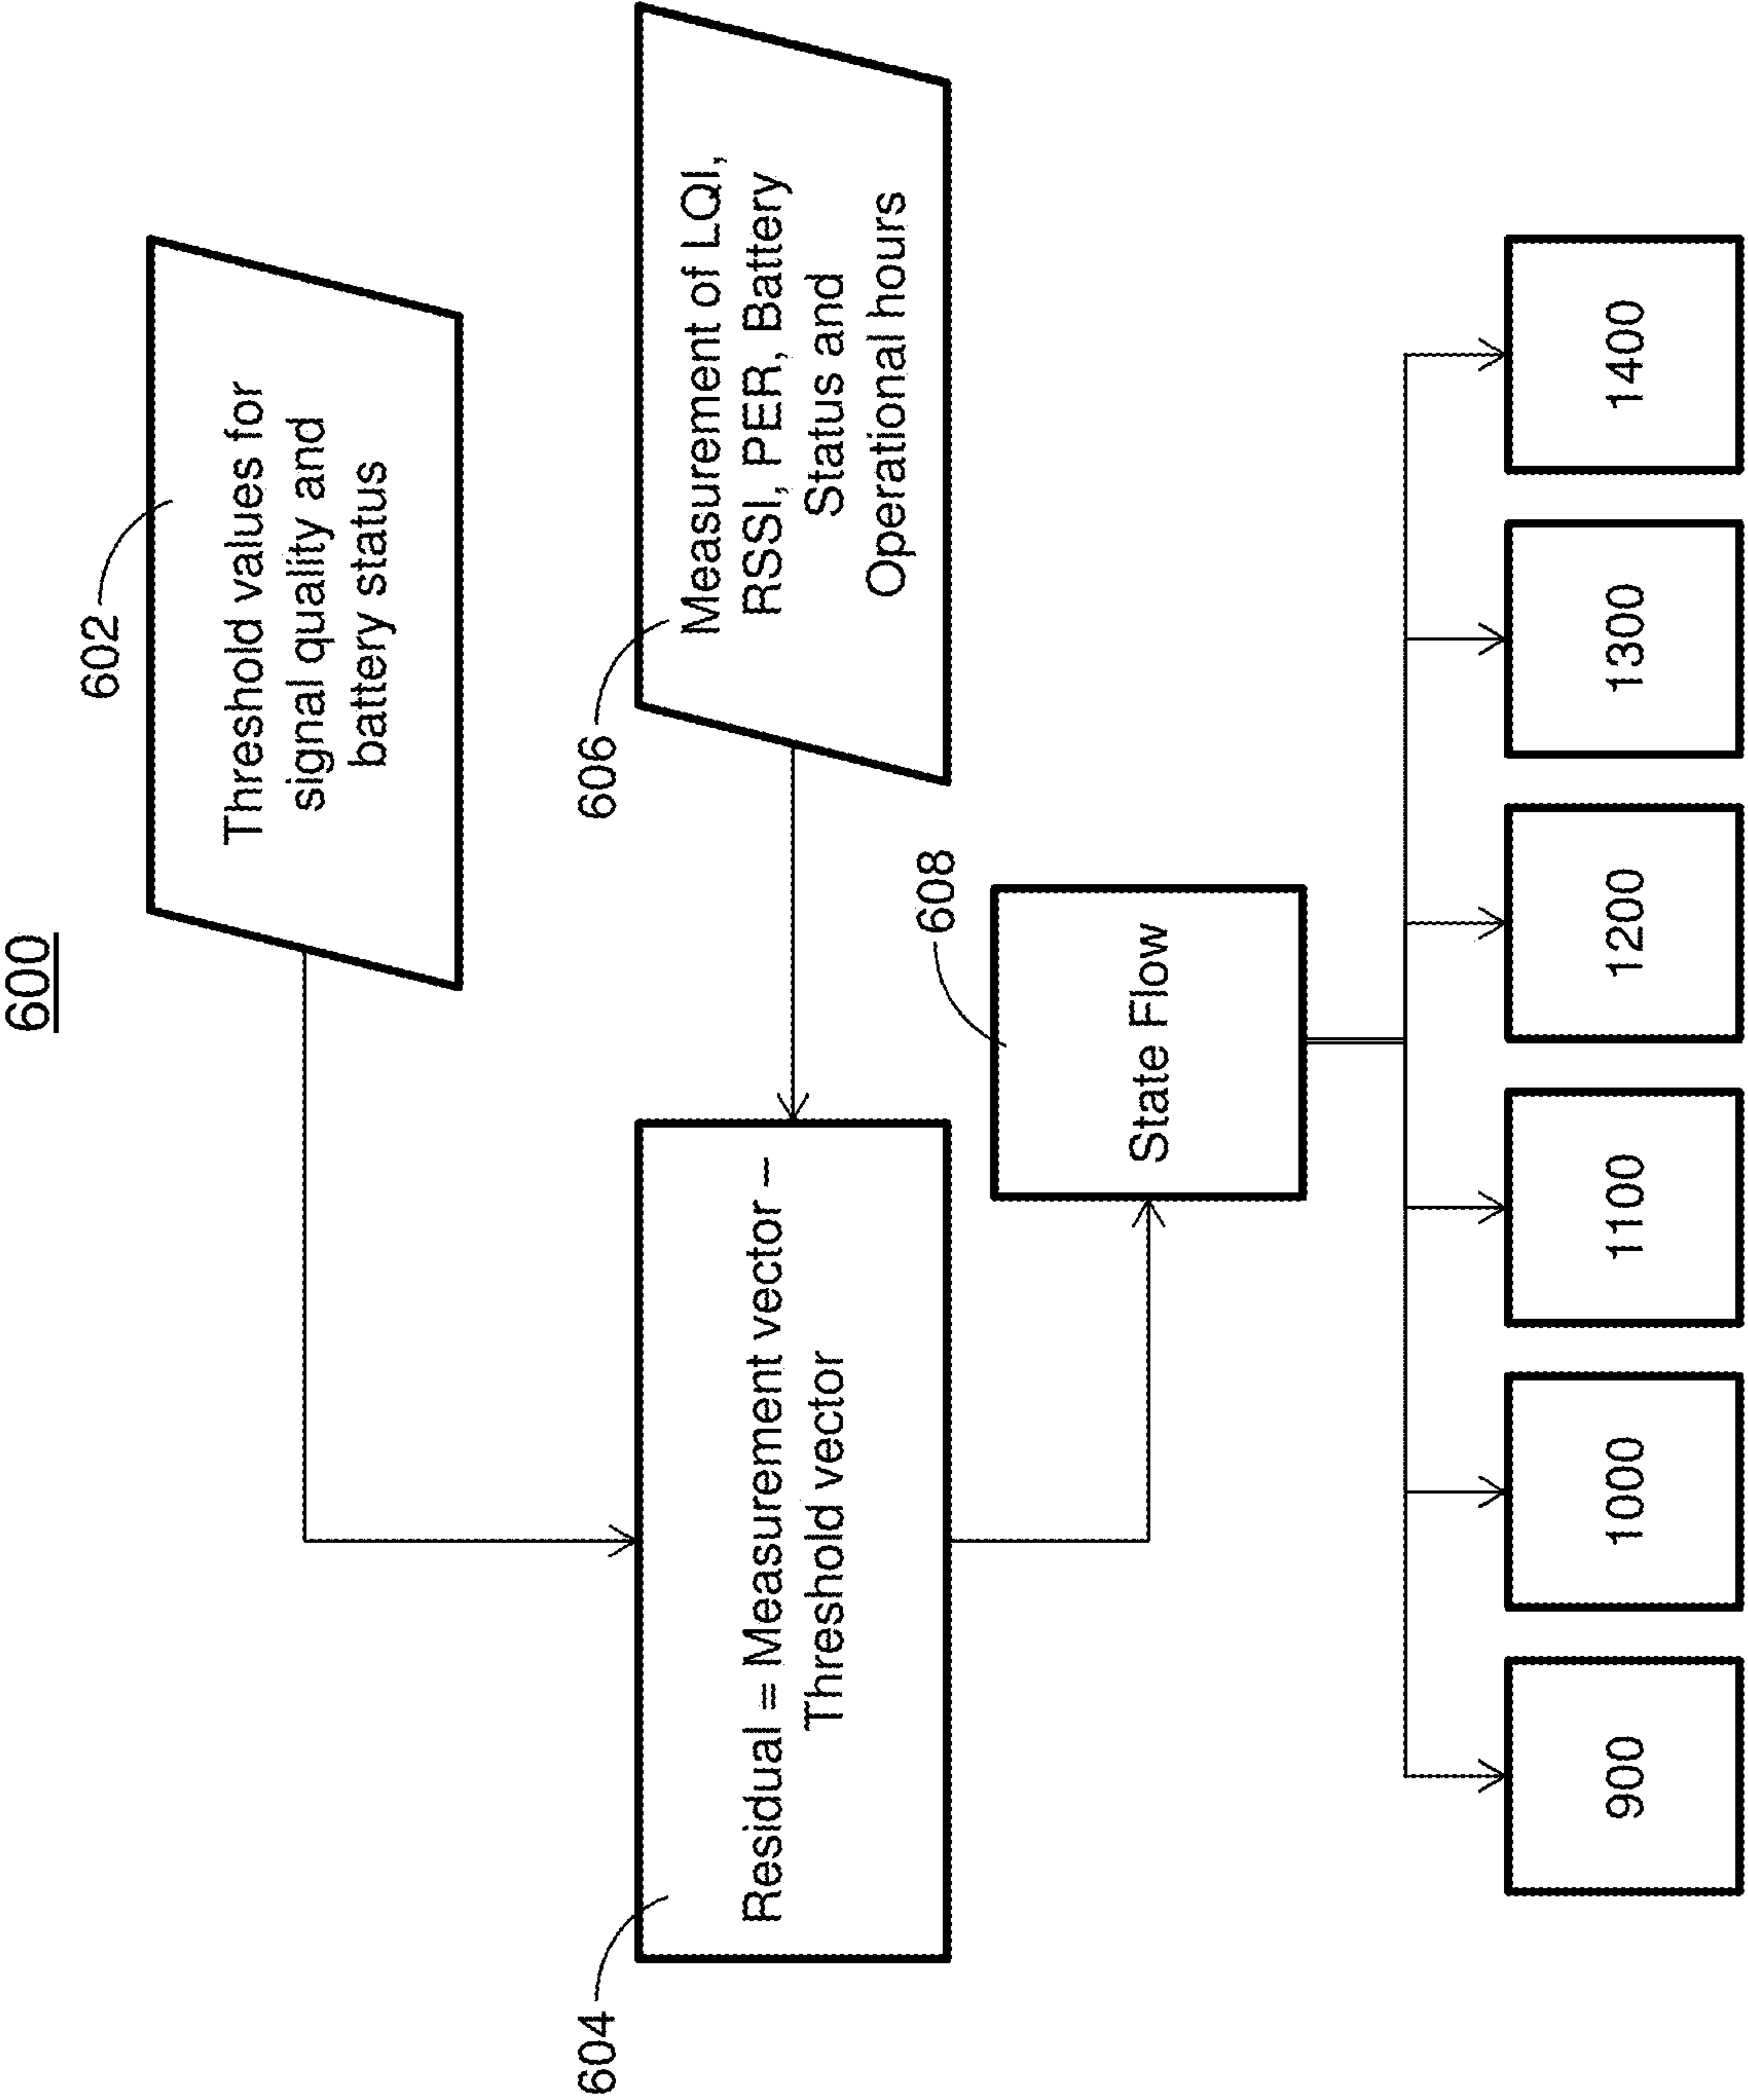 600
602
Threshold values for
signal quality and
battery status
606
Measurement of LQI,
RSSI, PER, Battery
Status and
Operational hours
604
Residual = Measurement vector –
Threshold vector
608
State Flow
900
1000
1100
1200
1300
1400